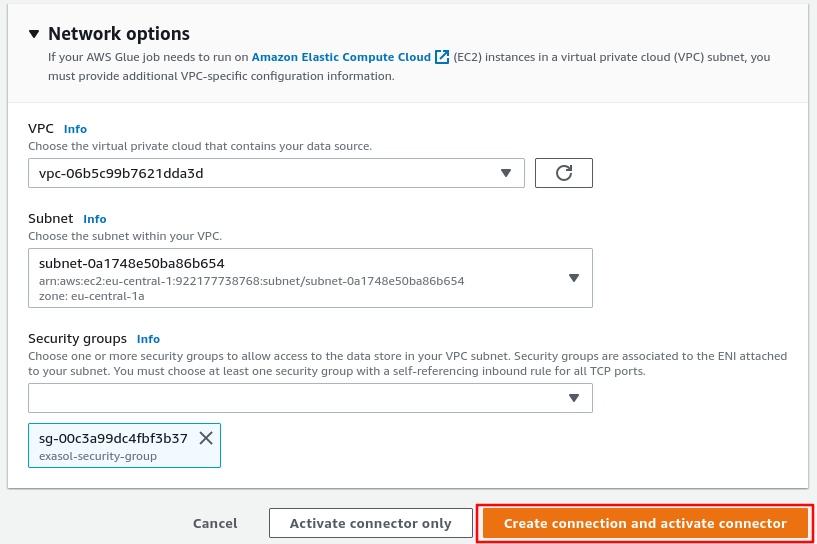 Network options
If your AWS Glue job needs to run on Amazon Elastic Compute Cloud (EC2) instances in a virtual private cloud (VPC) subnet, you
must provide additional VPC-specific configuration information.
VPC Info
Choose the virtual private cloud that contains your data source.
vpc-06b5c99b7621dda3d
Subnet Info
Choose the subnet within your VPC.
subnet-0a1748e50ba86b654
arn:aws:ec2:eu-central-1:922177738768:subnet/subnet-0a1748e50ba86b654
zone: eu-central-1a
Security groups Info
Choose one or more security groups to allow access to the data store in your VPC subnet. Security groups are associated to the ENI attached
to your subnet. You must choose at least one security group with a self-referencing inbound rule for all TCP ports.
sg-00c3a99dc4fbf3b37
exasol-security-group
Cancel Activate connector only Create connection and activate connector